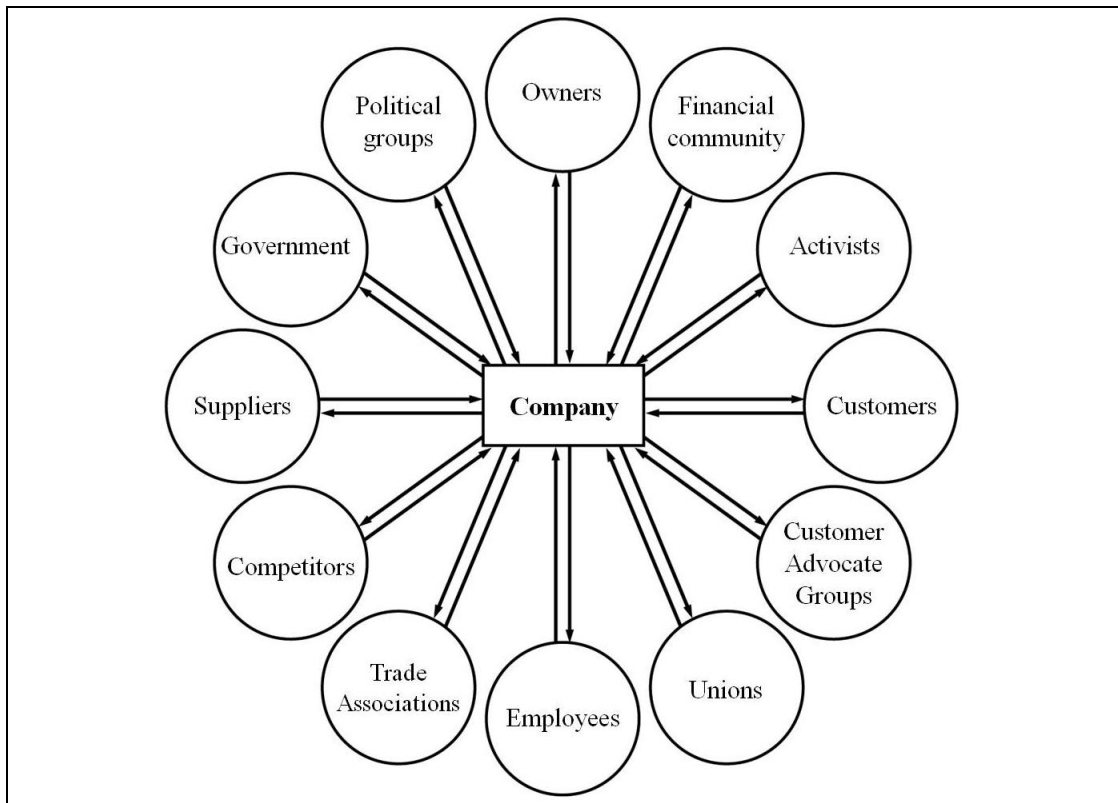 Owners
Political
groups
Financial
community
Government
Activists
Suppliers
Company
Customers
Competitors
Customer
Advocate
Groups
Trade
Associations
Employees
Unions